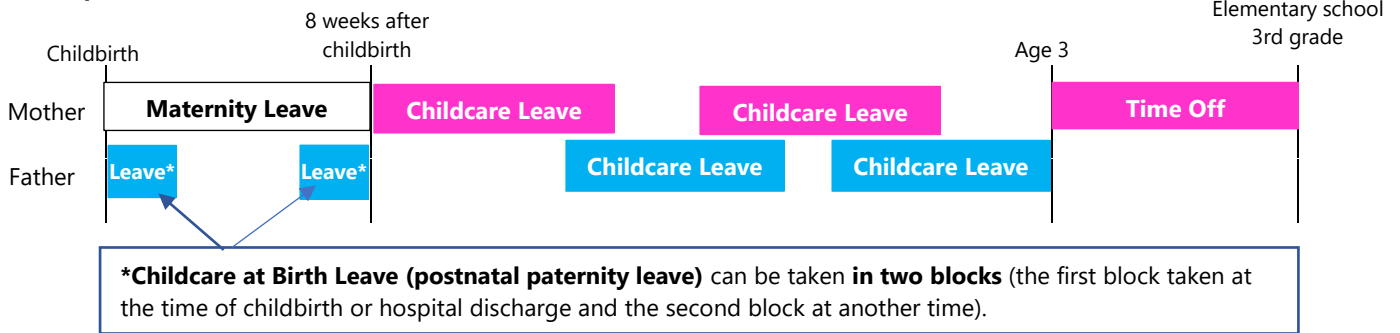 Elementary school
3rd grade
8 weeks after
childbirth
Childbirth
Age 3
Mother
Maternity Leave
Childcare Leave
Childcare Leave
Time Off
Father
Leave*
Leave*
Childcare Leave
Childcare Leave
*Childcare at Birth Leave (postnatal paternity leave) can be taken in two blocks (the first block taken at
the time of childbirth or hospital discharge and the second block at another time).